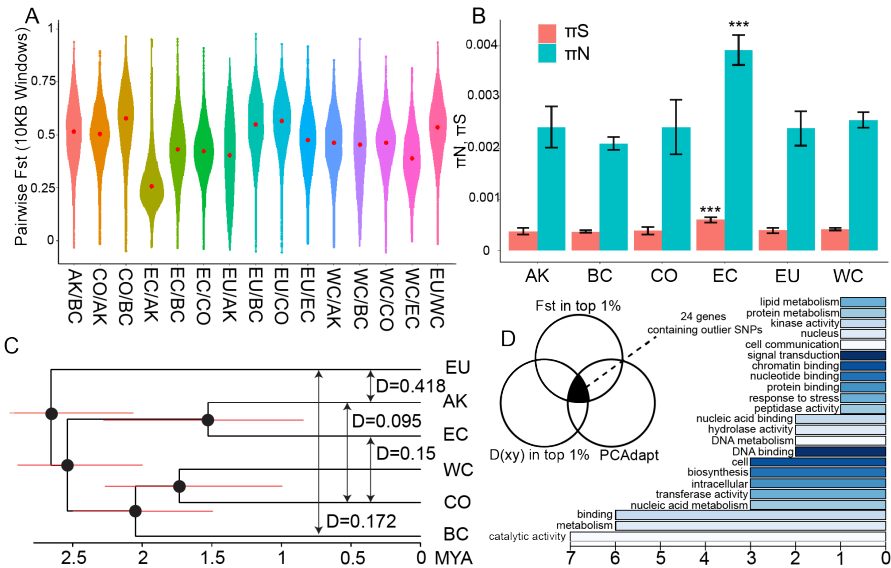 A
Pairwise Fst (10KB Windows)
1
0.75
0.5
0.25
0
AK/BC
CO/AK
CO/BC
EC/AK
EC/BC
EC/CO
EU/AK
EU/BC
EU/CO
EU/EC
WC/AK
WC/BC
WC/CO
WC/EC
EU/WC
B
πN, πS
0.004
0.003
0.002
0.001
0
πS
πN
***
***
AK
BC
CO
EC
EU
WC
C
EU
AK
EC
WC
CO
BC
D=0.418
D=0.095
D=0.15
D=0.172
2.5
2
1.5
1
0.5
0
MYA
D
Fst in top 1%
24 genes
containing outlier SNPs
D(xy) in top 1%
PCAdapt
lipid metabolism
protein metabolism
kinase activity
nucleus
cell communication
signal transduction
chromatin binding
nucleotide binding
protein binding
response to stress
peptidase activity
nucleic acid binding
hydrolase activity
DNA metabolism
DNA binding
cell
biosynthesis
intracellular
transferase activity
nucleic acid metabolism
binding
metabolism
catalytic activity
7
6
5
4
3
2
1
0